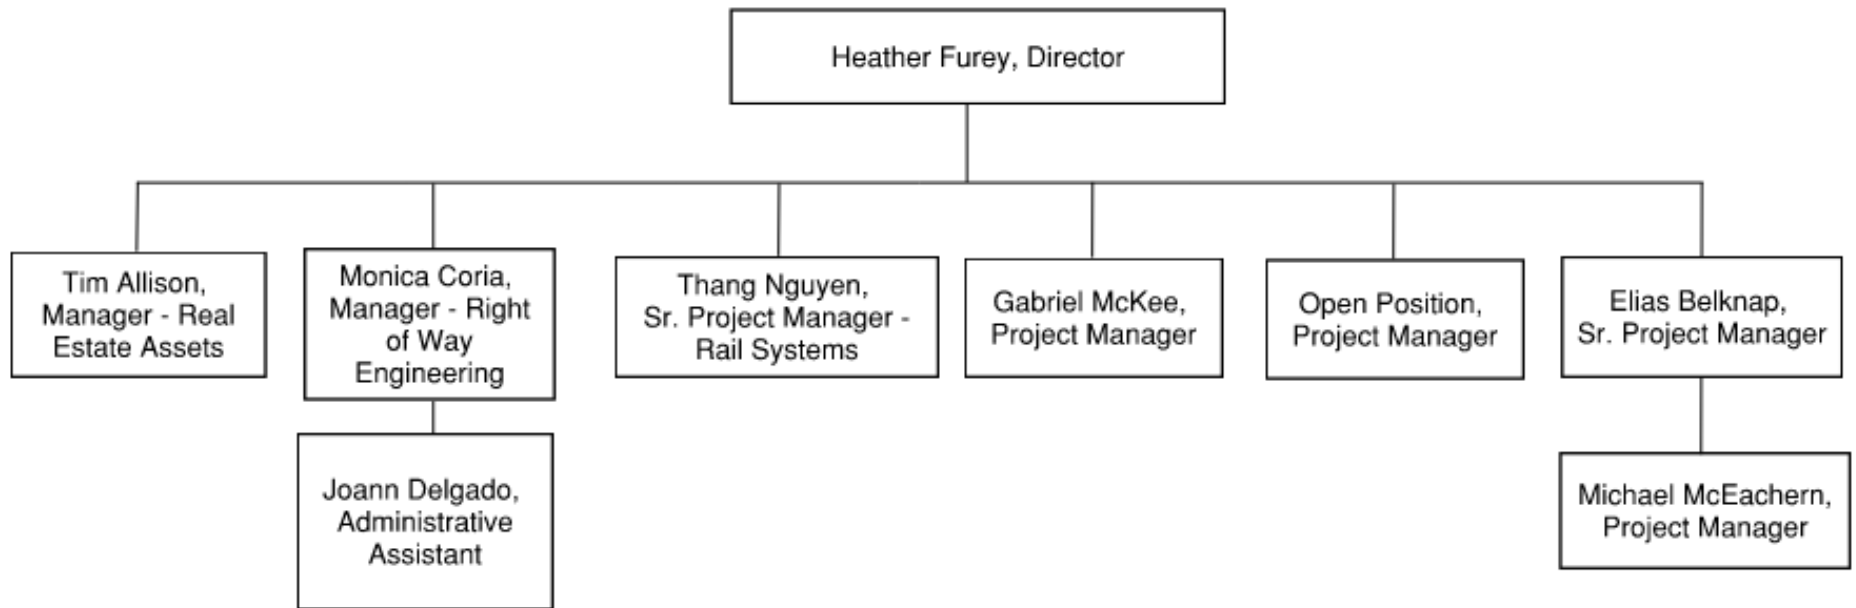 Heather Furey, Director
Tim Allison,
Manager - Real
Estate Assets
Monica Coria,
Manager - Right
of Way
Engineering
Thang Nguyen,
Sr. Project Manager -
Rail Systems
Gabriel McKee,
Project Manager
Open Position,
Project Manager
Elias Belknap,
Sr. Project Manager
Joann Delgado,
Administrative
Assistant
Michael McEachern,
Project Manager